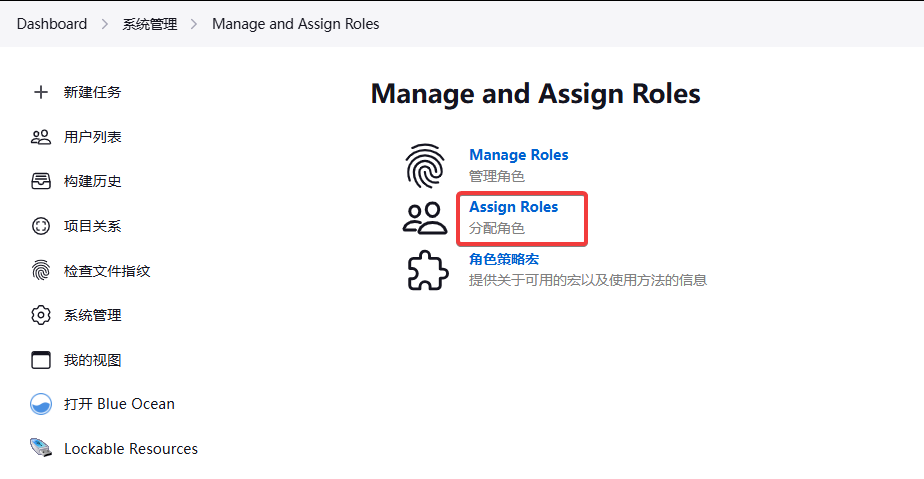 Dashboard
系统管理
Manage and Assign Roles
新建任务
用户列表
构建历史
项目关系
检查文件指纹
系统管理
我的视图
打开 Blue Ocean
Lockable Resources
Manage and Assign Roles
Manage Roles
管理角色
Assign Roles
分配角色
角色策略宏
提供关于可用的宏以及使用方法的信息